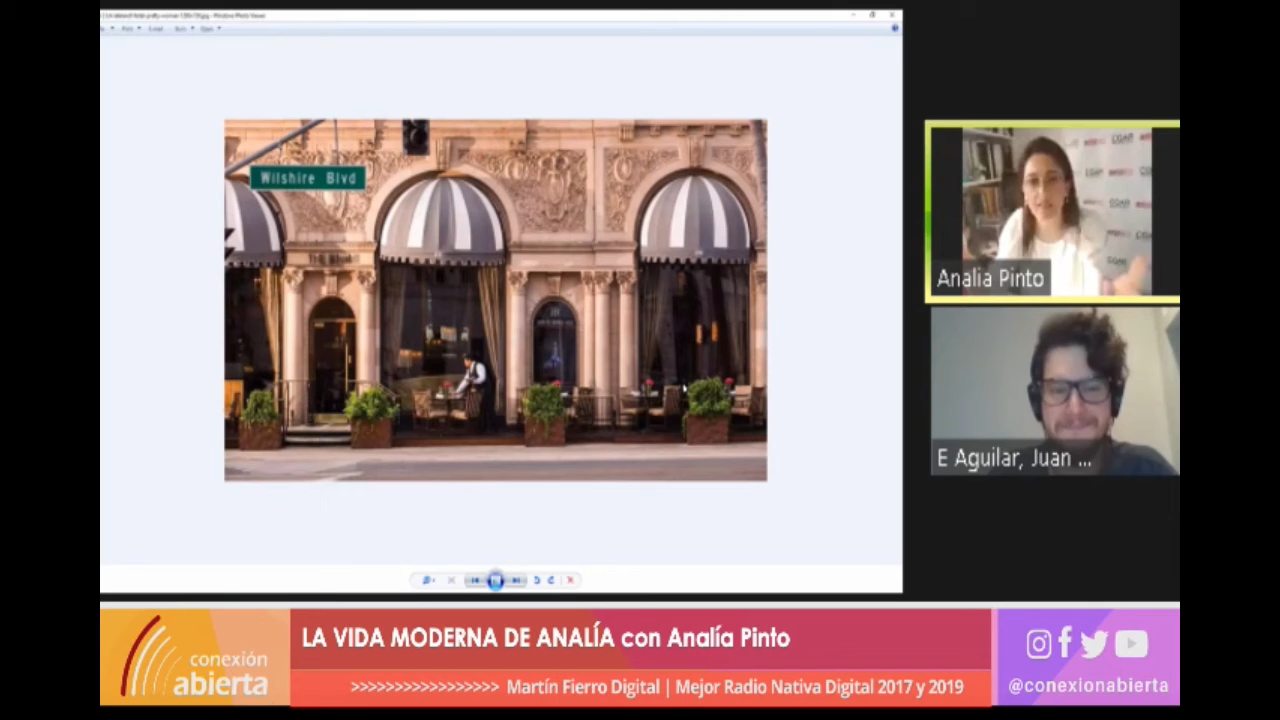 Wilshire Blvd
Analia Pinto
E Aguilar, Juan ...
conexión
abierta
LA VIDA MODERNA DE ANALÍA con Analía Pinto
>>>>>>>>>>>>>>>>> Martín Fierro Digital | Mejor Radio Nativa Digital 2017 y 2019
@conexionabierta